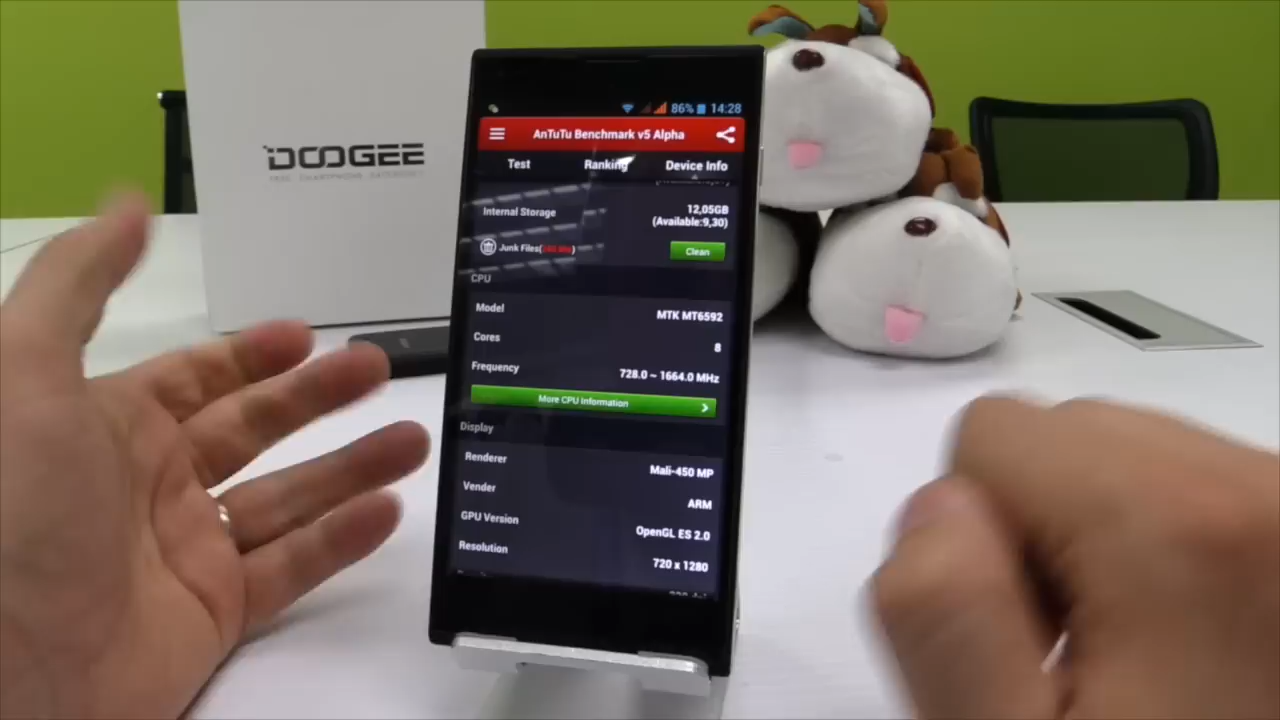 DOOGEE
86% 14:28
AnTuTu Benchmark v5 Alpha
Test Ranking Device Info
Internal Storage 12,05GB
(Available:9,30)
Junk Files( Clean
CPU
Model MTK MT6592
Cores 8
Frequency 728.0 ~ 1664.0 MHz
More CPU Information
Display
Renderer Mali-450 MP
Vender ARM
GPU Version OpenGL ES 2.0
Resolution 720 x 1280